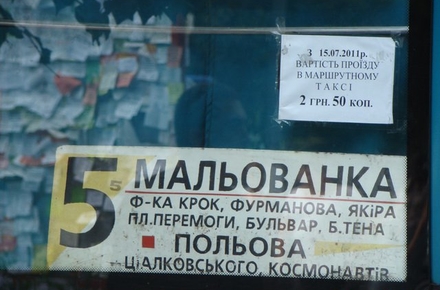 З 15.07.2011р.
ВАРТІСТЬ ПРОЇЗДУ
В МАРШРУТНОМУ
ТАКСІ
2 ГРН. 50 КОП.
5
5
МАЛЬОВАНКА
Ф-КА КРОК, ФУРМАНОВА, ЯКІРА
ПЛ.ПЕРЕМОГИ, БУЛЬВАР, Б.ТЕНА
ПОЛЬОВА
ЦІАЛКОВСЬКОГО, КОСМОНАВТІВ